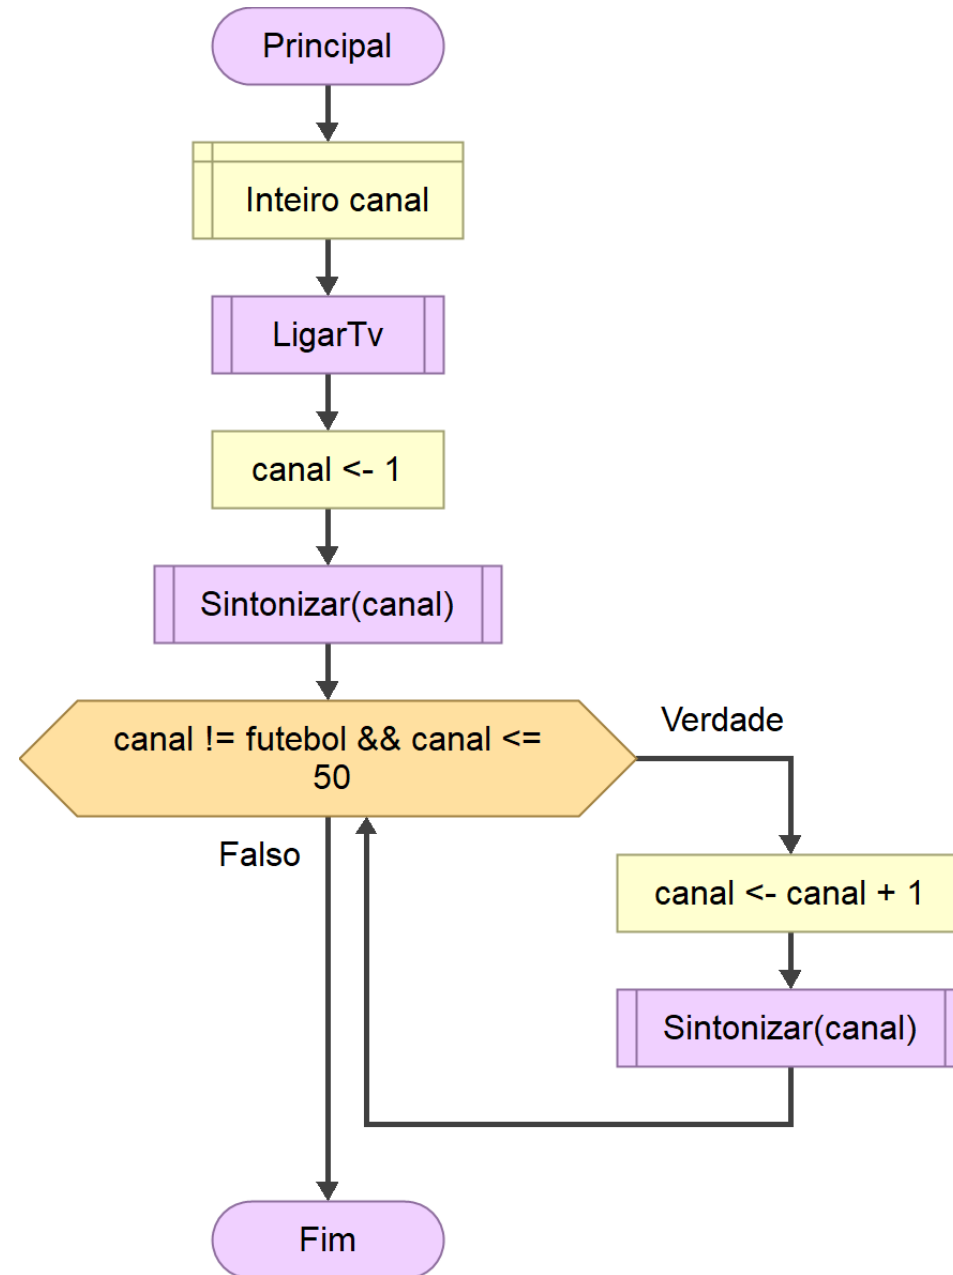 Principal
Inteiro canal
LigarTv
canal <- 1
Sintonizar(canal)
canal != futebol && canal <=
50
Verdade
Falso
canal <- canal + 1
Sintonizar(canal)
Fim